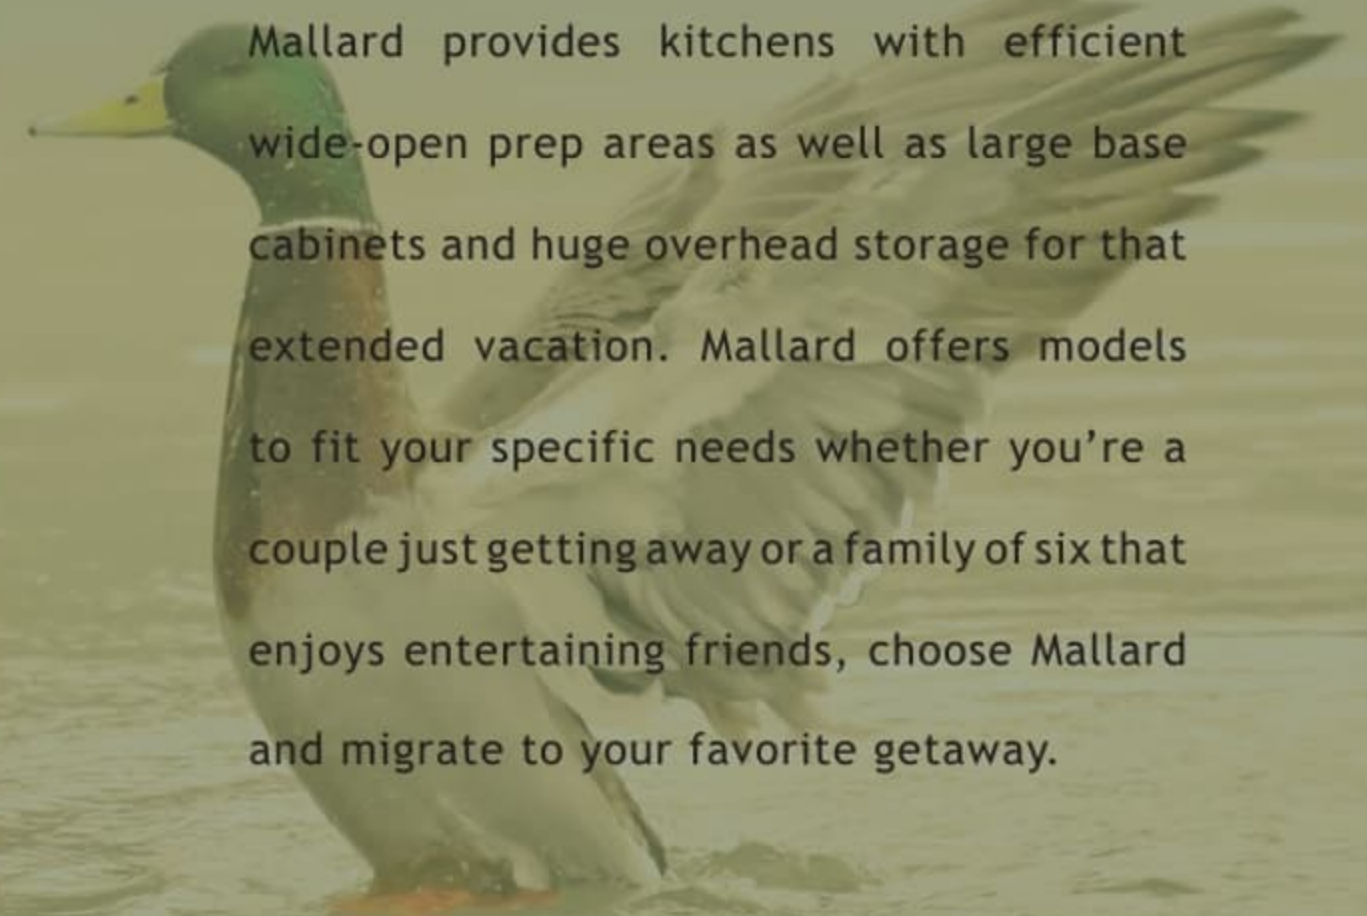 Mallard provides kitchens with efficient
wide-open prep areas as well as large base
cabinets and huge overhead storage for that
extended vacation. Mallard offers models
to fit your specific needs whether you’re a
couple just getting away or a family of six that
enjoys entertaining friends, choose Mallard
and migrate to your favorite getaway.